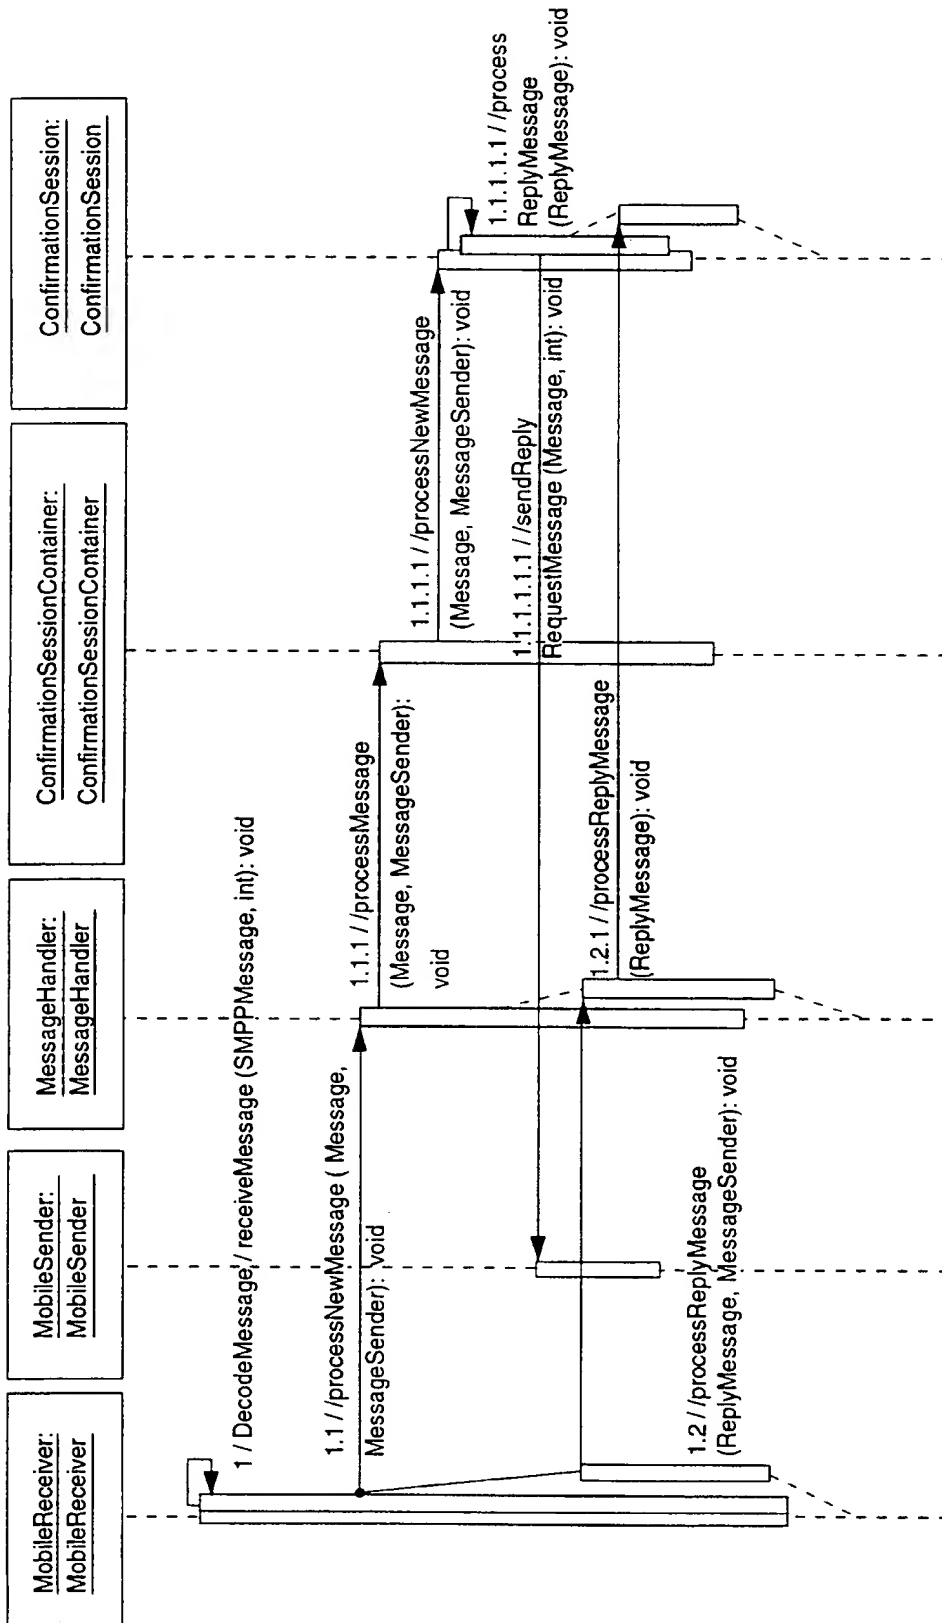 MobileReceiver:
MobileReceiver
MobileSender:
MobileSender
MessageHandler:
MessageHandler
ConfirmationSessionContainer:
ConfirmationSessionContainer
ConfirmationSession:
ConfirmationSession
1 / DecodeMessage / receiveMessage (SMPPMessage, int): void
1.1 / /processNewMessage ( Message,
MessageSender): void
1.1.1 / /processMessage
(Message, MessageSender):
void
1.1.1.1 / /processNewMessage
(Message, MessageSender): void
1.1.1.1.1 / /process
ReplyMessage
(ReplyMessage): void
1.1.1.1.1.1 / /sendReply
RequestMessage (Message, int): void
1.2 / /processReplyMessage
(ReplyMessage, MessageSender): void
1.2.1 / /processReplyMessage
(ReplyMessage): void